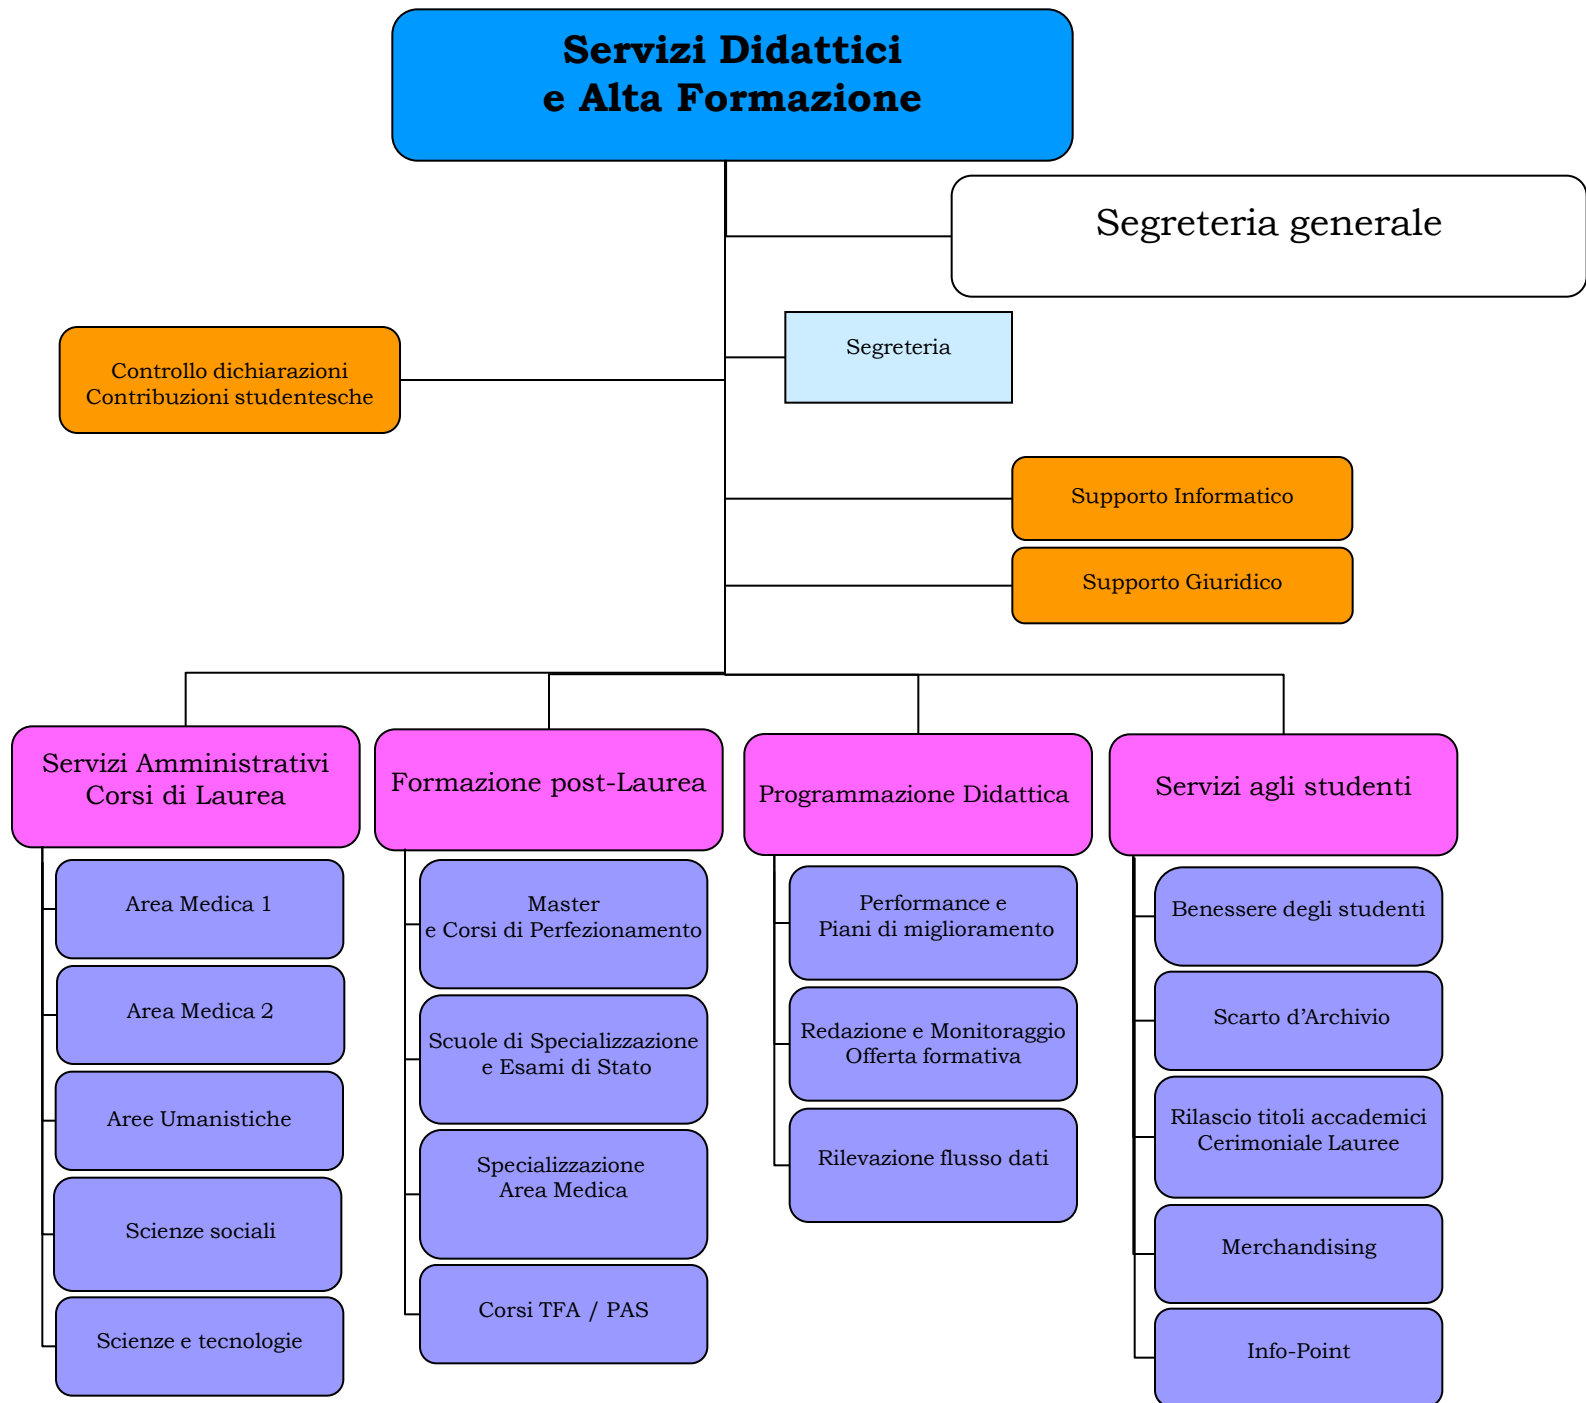 Servizi Didattici
e Alta Formazione
Segreteria generale
Segreteria
Controllo dichiarazioni
Contribuzioni studentesche
Supporto Informatico
Supporto Giuridico
Servizi Amministrativi
Corsi di Laurea
Area Medica 1
Area Medica 2
Aree Umanistiche
Scienze sociali
Scienze e tecnologie
Formazione post-Laurea
Master
e Corsi di Perfezionamento
Scuole di Specializzazione
e Esami di Stato
Specializzazione
Area Medica
Corsi TFA / PAS
Programmazione Didattica
Performance e
Piani di miglioramento
Redazione e Monitoraggio
Offerta formativa
Rilevazione flusso dati
Servizi agli studenti
Benessere degli studenti
Scarto d’Archivio
Rilascio titoli accademici
Cerimoniale Lauree
Merchandising
Info-Point